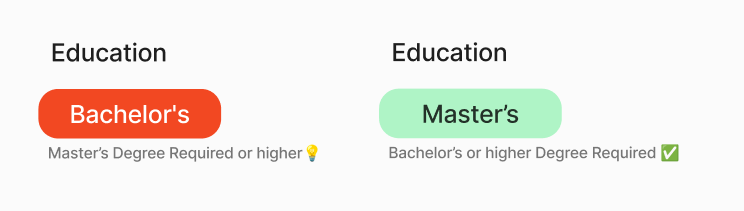 Education
Bachelor's
Master’s Degree Required or higher💡
Education
Master’s
Bachelor’s or higher Degree Required ✅